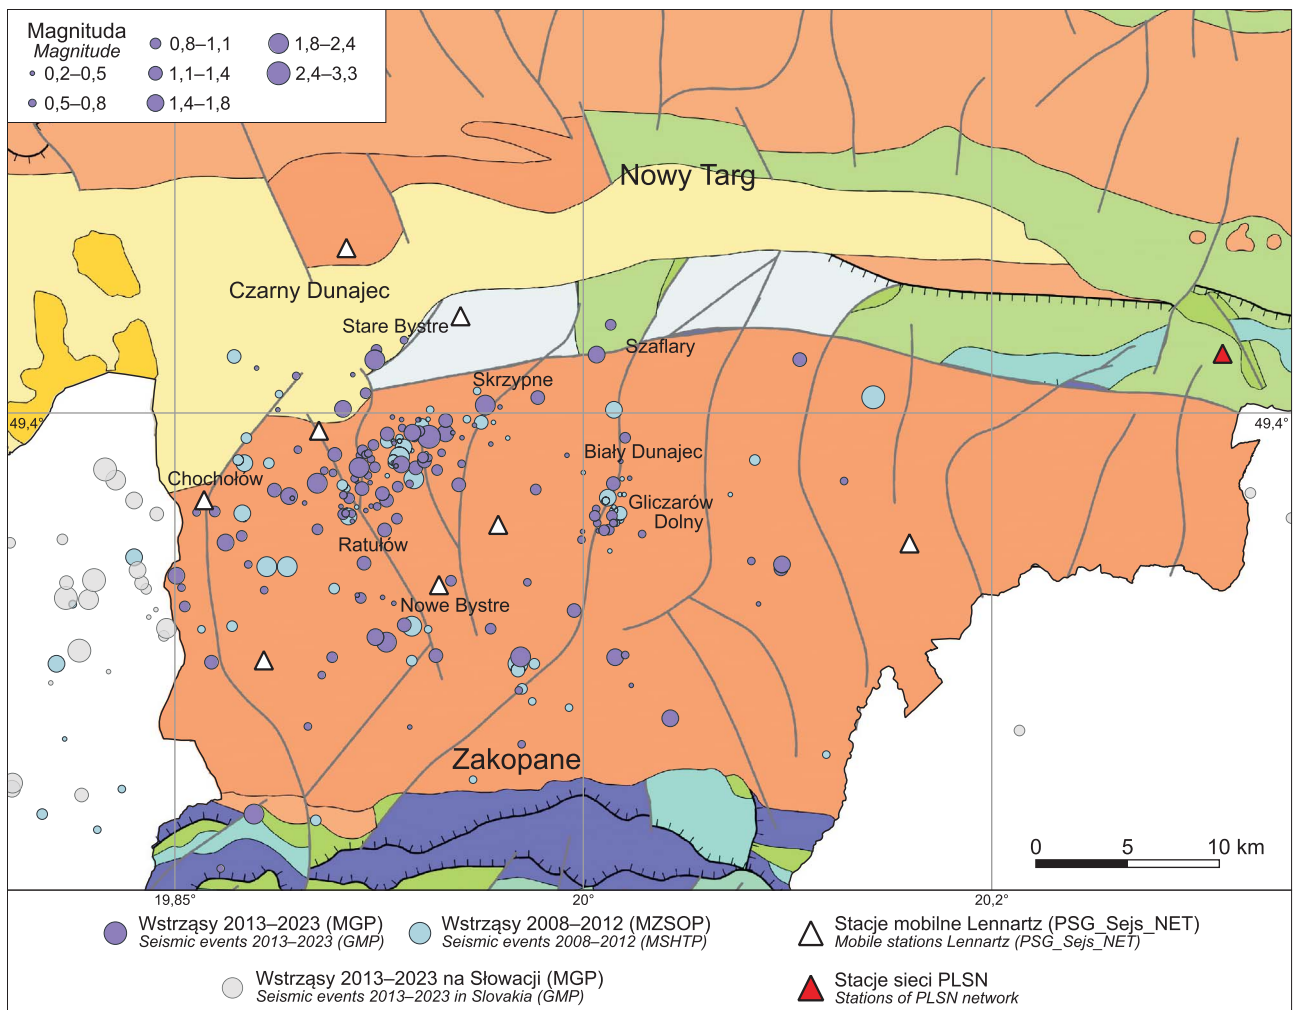 Magnituda
Magnitude
0,2–0,5
0,5–0,8
0,8–1,1
1,1–1,4
1,4–1,8
1,8–2,4
2,4–3,3
Nowy Targ
Czarny Dunajec
Stare Bystre
Szaflary
Skrzypne
49,4°
49,4°
Biały Dunajec
Chochołów
Gliczarów
Dolny
Ratułów
Nowe Bystre
Zakopane
0 5 10 km
19,85° 20° 20,2°
Wstrząsy 2013–2023 (MGP)
Seismic events 2013–2023 (GMP)
Wstrząsy 2008–2012 (MZSOP)
Seismic events 2008–2012 (MSHTP)
Stacje mobilne Lennartz (PSG_Sejs_NET)
Mobile stations Lennartz (PSG_Sejs_NET)
Wstrząsy 2013–2023 na Słowacji (MGP)
Seismic events 2013–2023 in Slovakia (GMP)
Stacje sieci PLSN
Stations of PLSN network